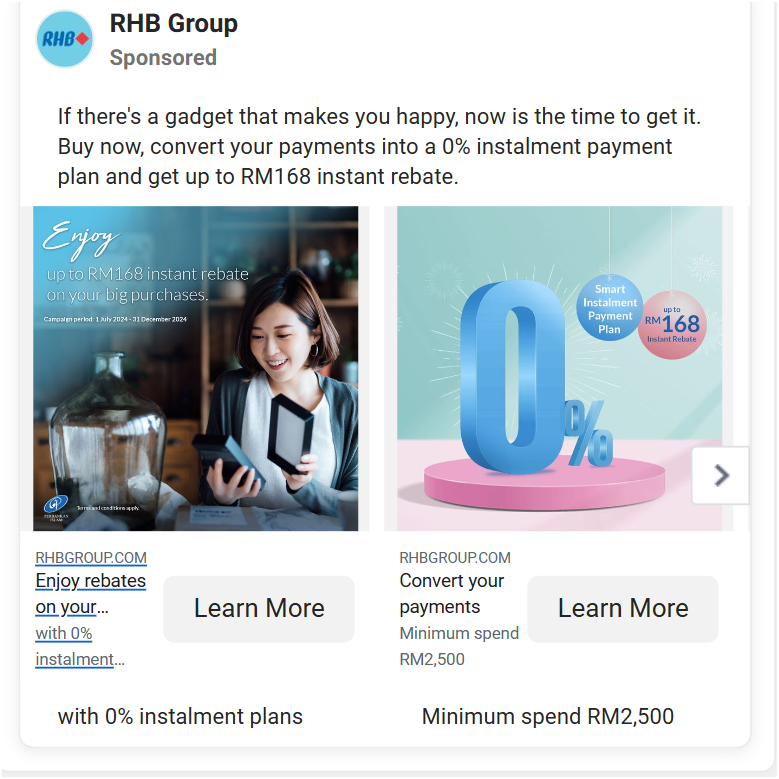 RHB
RHB Group
Sponsored
If there's a gadget that makes you happy, now is the time to get it.
Buy now, convert your payments into a 0% instalment payment
plan and get up to RM168 instant rebate.
Enjoy
up to RM168 instant rebate
on your big purchases.
Campaign period: 1 July 2024 - 31 December 2024
PERBANKAN
ISLAM
Terms and conditions apply.
0%
Smart
Instalment
Payment
Plan
up to
RM168
Instant Rebate
RHBGROUP.COM
Enjoy rebates
on your...
with 0%
instalment...
Learn More
RHBGROUP.COM
Convert your
payments
Minimum spend
RM2,500
Learn More
with 0% instalment plans
Minimum spend RM2,500